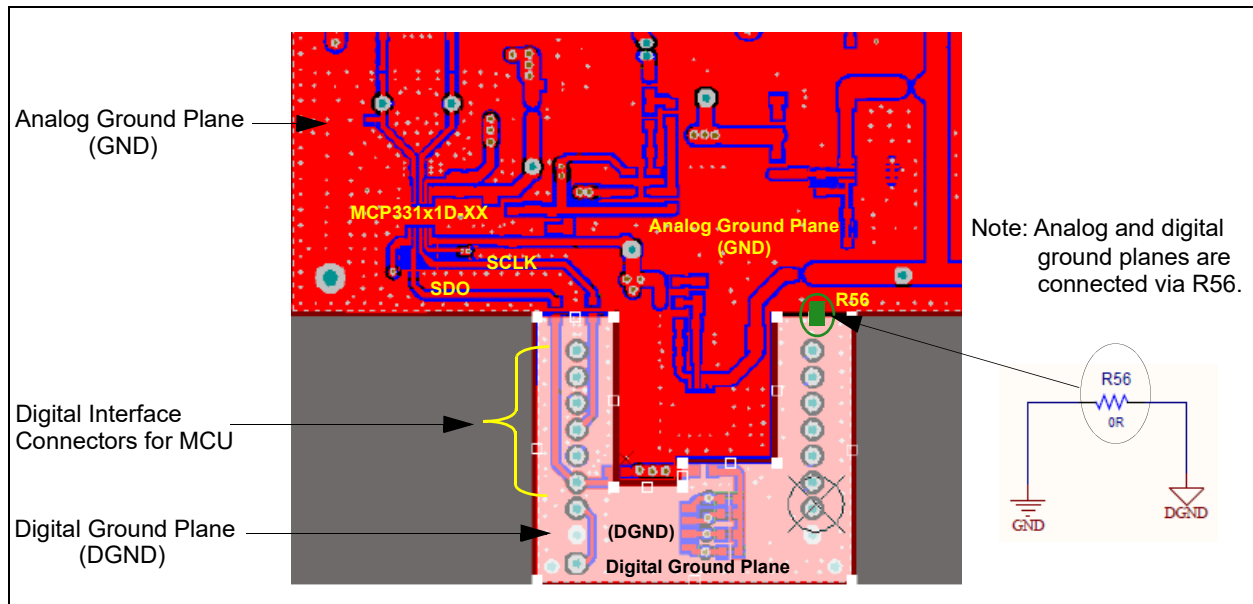 Analog Ground Plane
(GND)
MCP331x1D-XX
Analog Ground Plane
(GND)
SCLK
SDO
R56
Note: Analog and digital
ground planes are
connected via R56.
Digital Interface
Connectors for MCU
R56
0R
GND
DGND
Digital Ground Plane
(DGND)
(DGND)
Digital Ground Plane